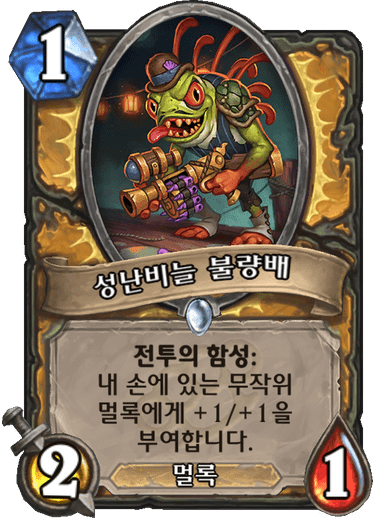 1
성난비늘 불량배
전투의 함성:
내 손에 있는 무작위
멀록에게 +1/+1을
부여합니다.
2
멀록
1